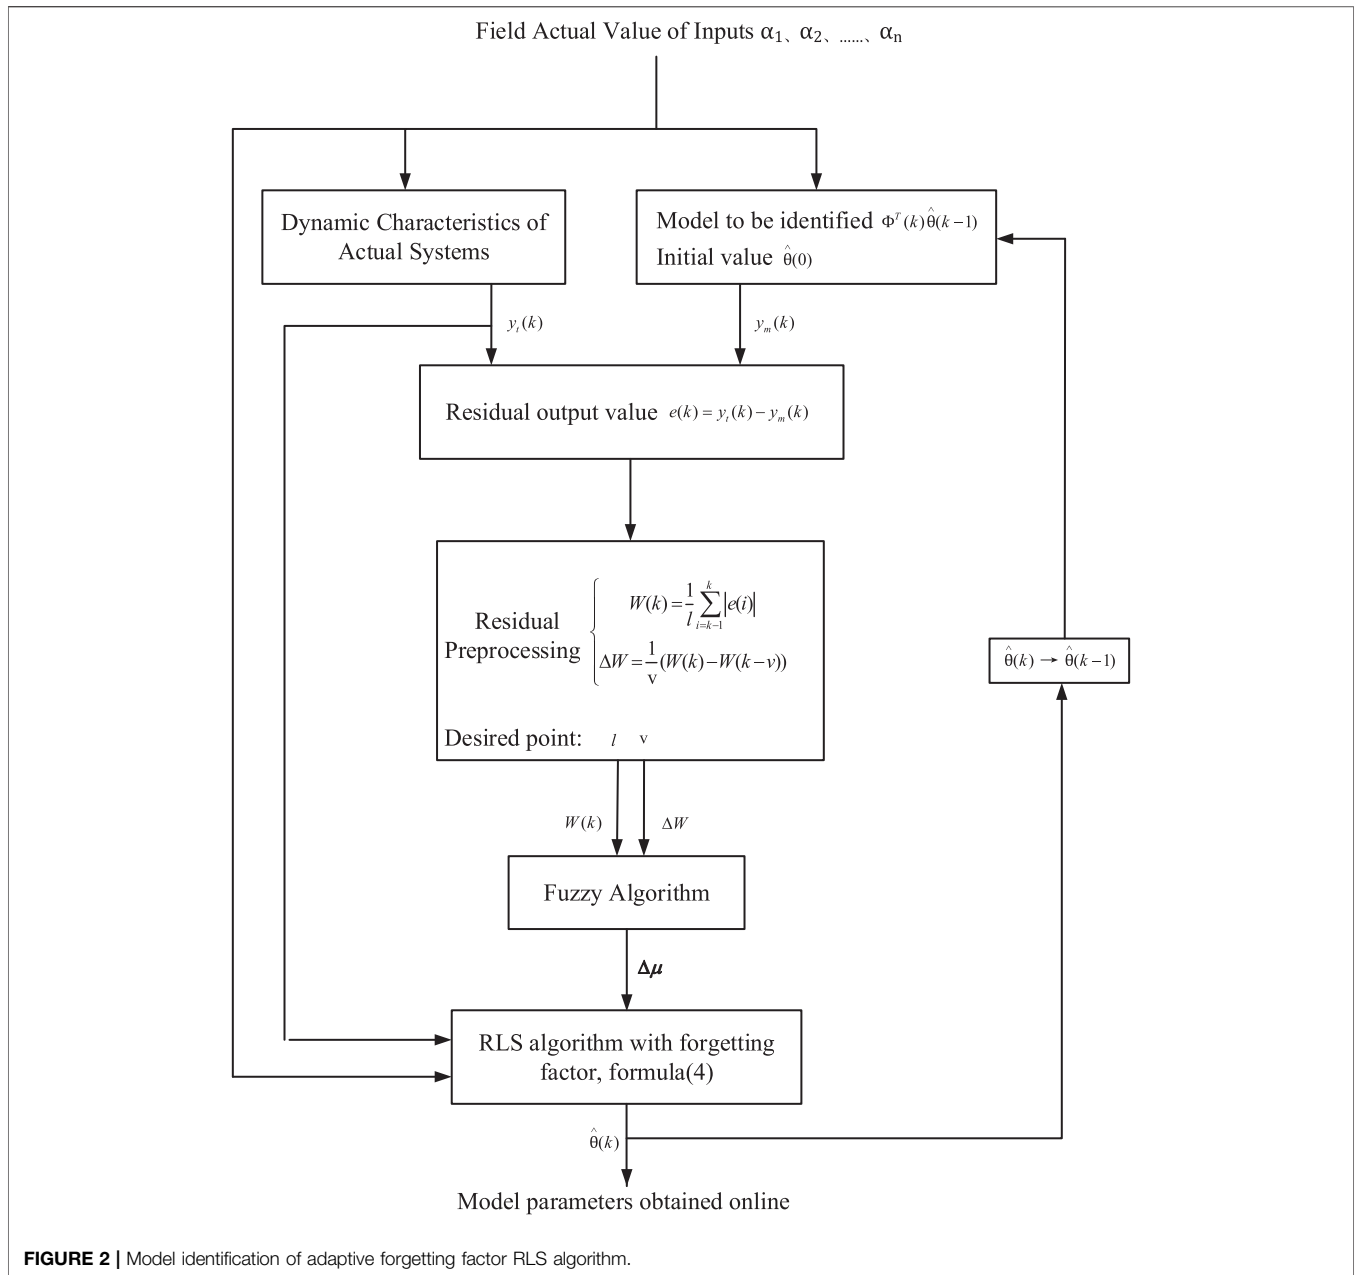 Field Actual Value of Inputs α₁、α₂、……、αₙ
Dynamic Characteristics of
Actual Systems
Model to be identified Φᵀ(k)θ̂(k−1)
Initial value θ̂(0)
yₜ(k)
yₘ(k)
Residual output value e(k) = yₜ(k) − yₘ(k)
Residual
Preprocessing
W(k) = 1/l ∑_{i=k−1}^{k} |e(i)|
ΔW = 1/v (W(k)−W(k−v))
Desired point: l v
W(k)
ΔW
Fuzzy Algorithm
Δμ
RLS algorithm with forgetting
factor, formula(4)
θ̂(k) → θ̂(k−1)
θ̂(k)
Model parameters obtained online
FIGURE 2 | Model identification of adaptive forgetting factor RLS algorithm.